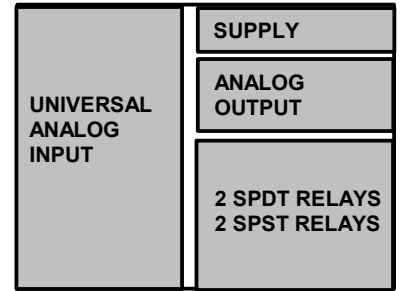 UNIVERSAL
ANALOG
INPUT
SUPPLY
ANALOG
OUTPUT
2 SPDT RELAYS
2 SPST RELAYS